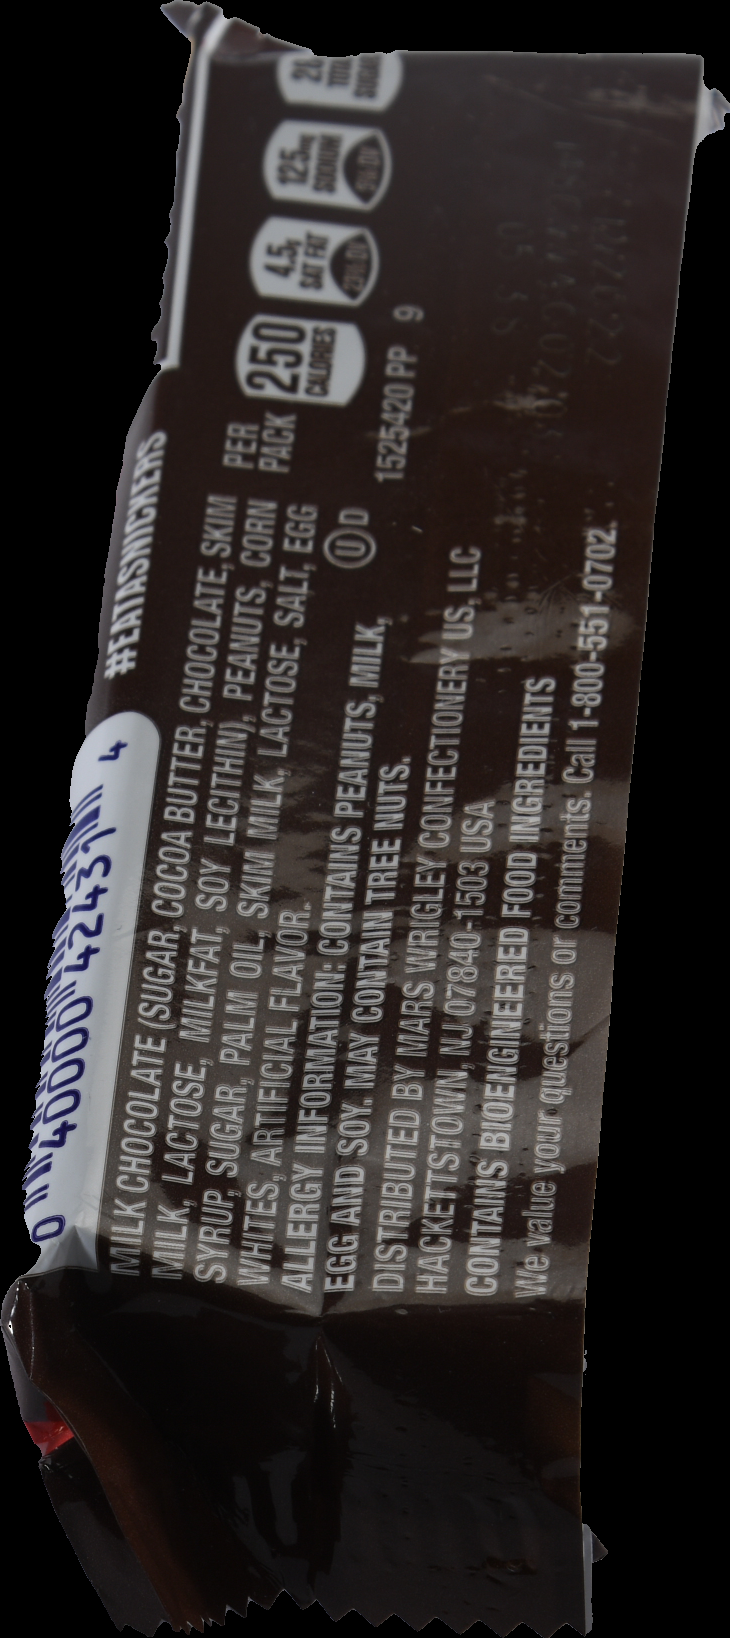 #EATASNICKERS
0 40000 42431 4
MILK CHOCOLATE (SUGAR, COCOA BUTTER, CHOCOLATE, SKIM
MILK, LACTOSE, MILKFAT, SOY LECITHIN), PEANUTS, CORN
SYRUP, SUGAR, PALM OIL, SKIM MILK, LACTOSE, SALT, EGG
WHITES, ARTIFICIAL FLAVOR.
ALLERGY INFORMATION: CONTAINS PEANUTS, MILK,
EGG AND SOY. MAY CONTAIN TREE NUTS.
DISTRIBUTED BY MARS WRIGLEY CONFECTIONERY US, LLC
HACKETTSTOWN, NJ 07840-1503 USA
CONTAINS BIOENGINEERED FOOD INGREDIENTS
We value your questions or comments. Call 1-800-551-0702.
U D
PER
PACK
250
CALORIES
4.5g
SAT FAT
23% DV
125mg
SODIUM
5% DV
1525420 PP 9